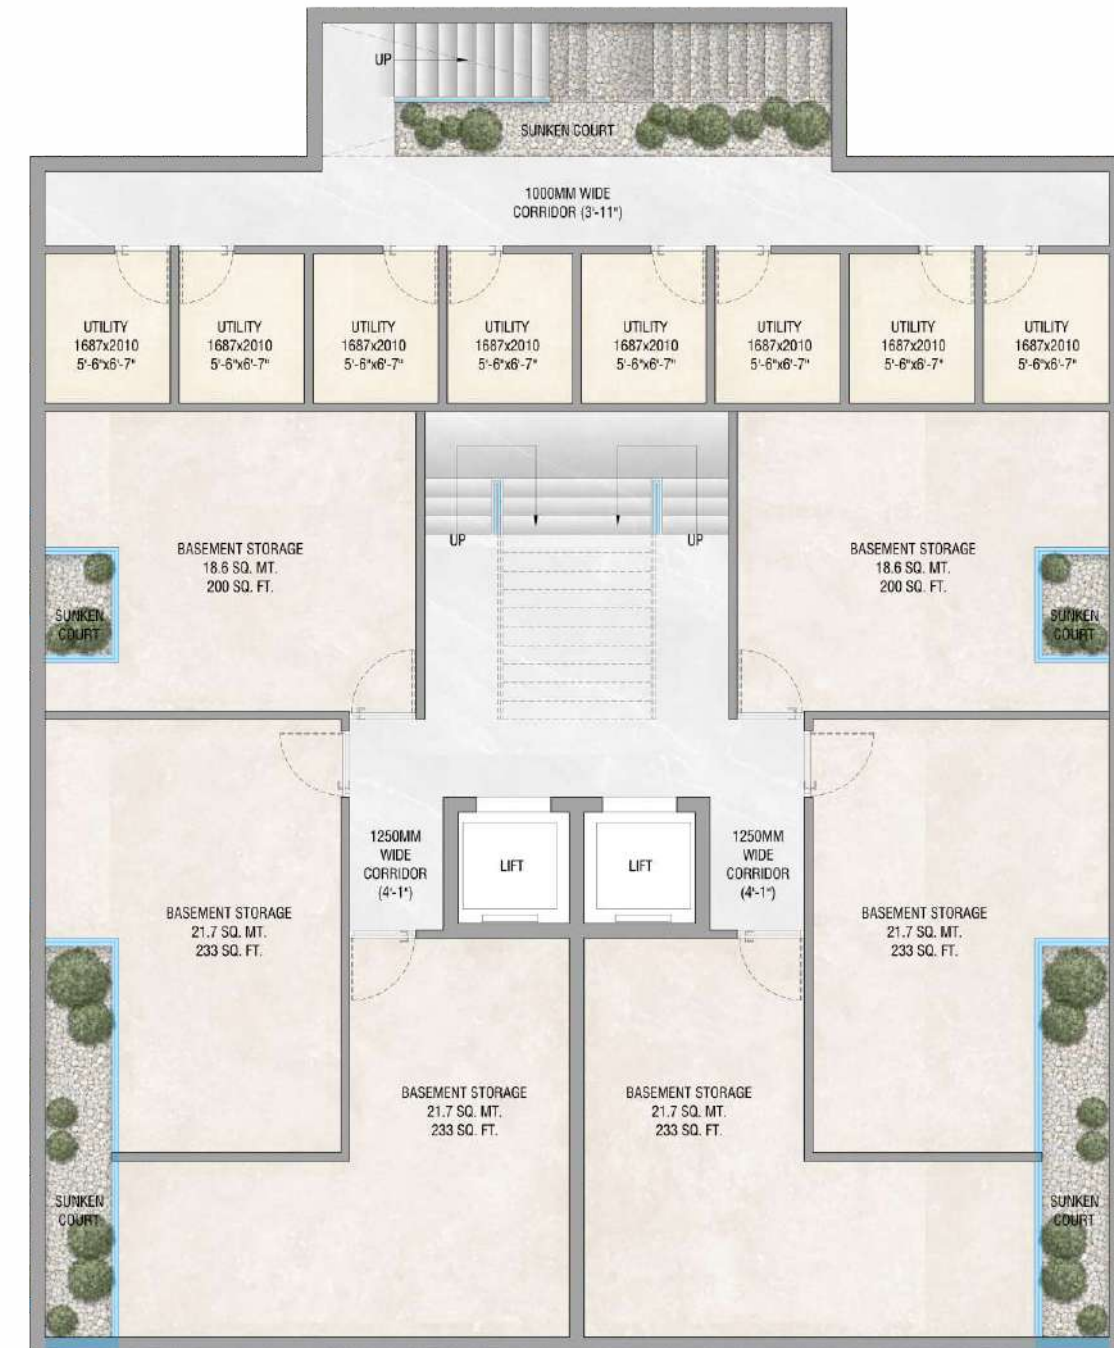 UP
SUNKEN COURT
1000MM WIDE
CORRIDOR (3'-11")
UTILITY
1687x2010
5'-6"x6'-7"
UTILITY
1687x2010
5'-6"x6'-7"
UTILITY
1687x2010
5'-6"x6'-7"
UTILITY
1687x2010
5'-6"x6'-7"
UTILITY
1687x2010
5'-6"x6'-7"
UTILITY
1687x2010
5'-6"x6'-7"
UTILITY
1687x2010
5'-6"x6'-7"
UTILITY
1687x2010
5'-6"x6'-7"
UP
UP
BASEMENT STORAGE
18.6 SQ. MT.
200 SQ. FT.
BASEMENT STORAGE
18.6 SQ. MT.
200 SQ. FT.
SUNKEN
COURT
SUNKEN
COURT
1250MM
WIDE
CORRIDOR
(4'-1")
LIFT
LIFT
1250MM
WIDE
CORRIDOR
(4'-1")
BASEMENT STORAGE
21.7 SQ. MT.
233 SQ. FT.
BASEMENT STORAGE
21.7 SQ. MT.
233 SQ. FT.
BASEMENT STORAGE
21.7 SQ. MT.
233 SQ. FT.
BASEMENT STORAGE
21.7 SQ. MT.
233 SQ. FT.
SUNKEN
COURT
SUNKEN
COURT